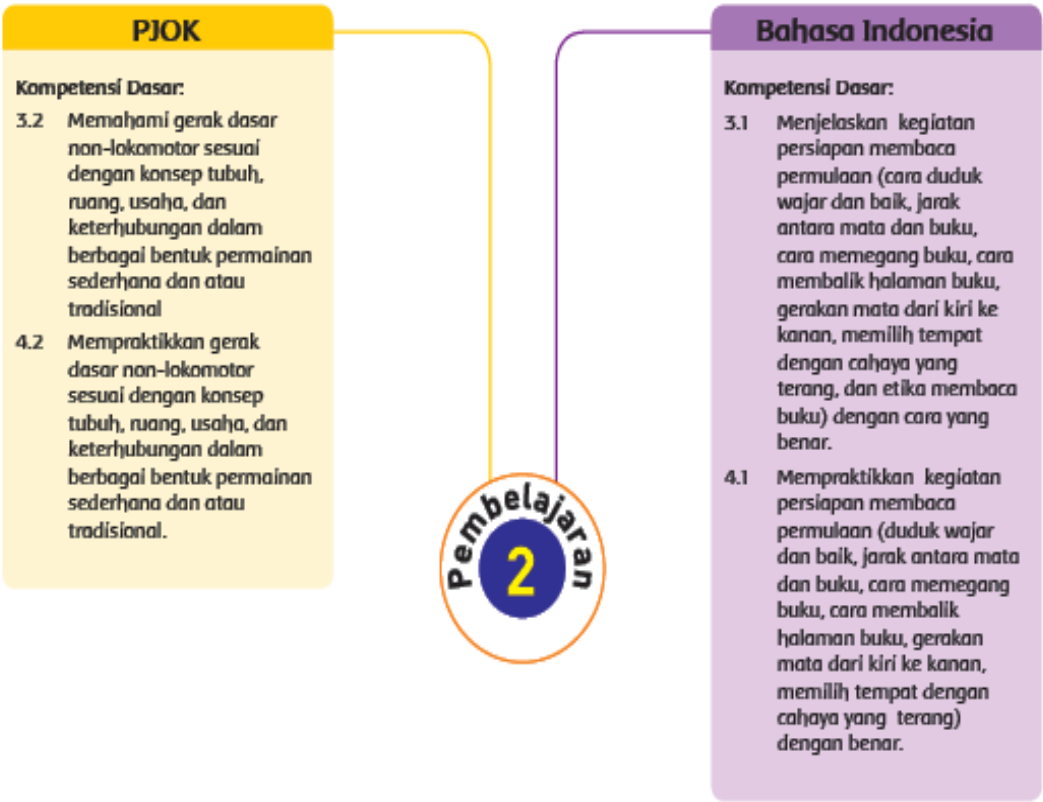 PJOK
Kompetensi Dasar:
3.2 Memahami gerak dasar
non-lokomotor sesuai
dengan konsep tubuh,
ruang, usaha, dan
keterhubungan dalam
berbagai bentuk permainan
sederhana dan atau
tradisional
4.2 Mempraktikkan gerak
dasar non-lokomotor
sesuai dengan konsep
tubuh, ruang, usaha, dan
keterhubungan dalam
berbagai bentuk permainan
sederhana dan atau
tradisional.
Bahasa Indonesia
Kompetensi Dasar:
3.1 Menjelaskan kegiatan
persiapan membaca
permulaan (cara duduk
wajar dan baik, jarak
antara mata dan buku,
cara memegang buku, cara
membalik halaman buku,
gerakan mata dari kiri ke
kanan, memilih tempat
dengan cahaya yang
terang, dan etika membaca
buku) dengan cara yang
benar.
4.1 Mempraktikkan kegiatan
persiapan membaca
permulaan (duduk wajar
dan baik, jarak antara mata
dan buku, cara memegang
buku, cara membalik
halaman buku, gerakan
mata dari kiri ke kanan,
memilih tempat dengan
cahaya yang terang)
dengan benar.
Pembelajaran
2